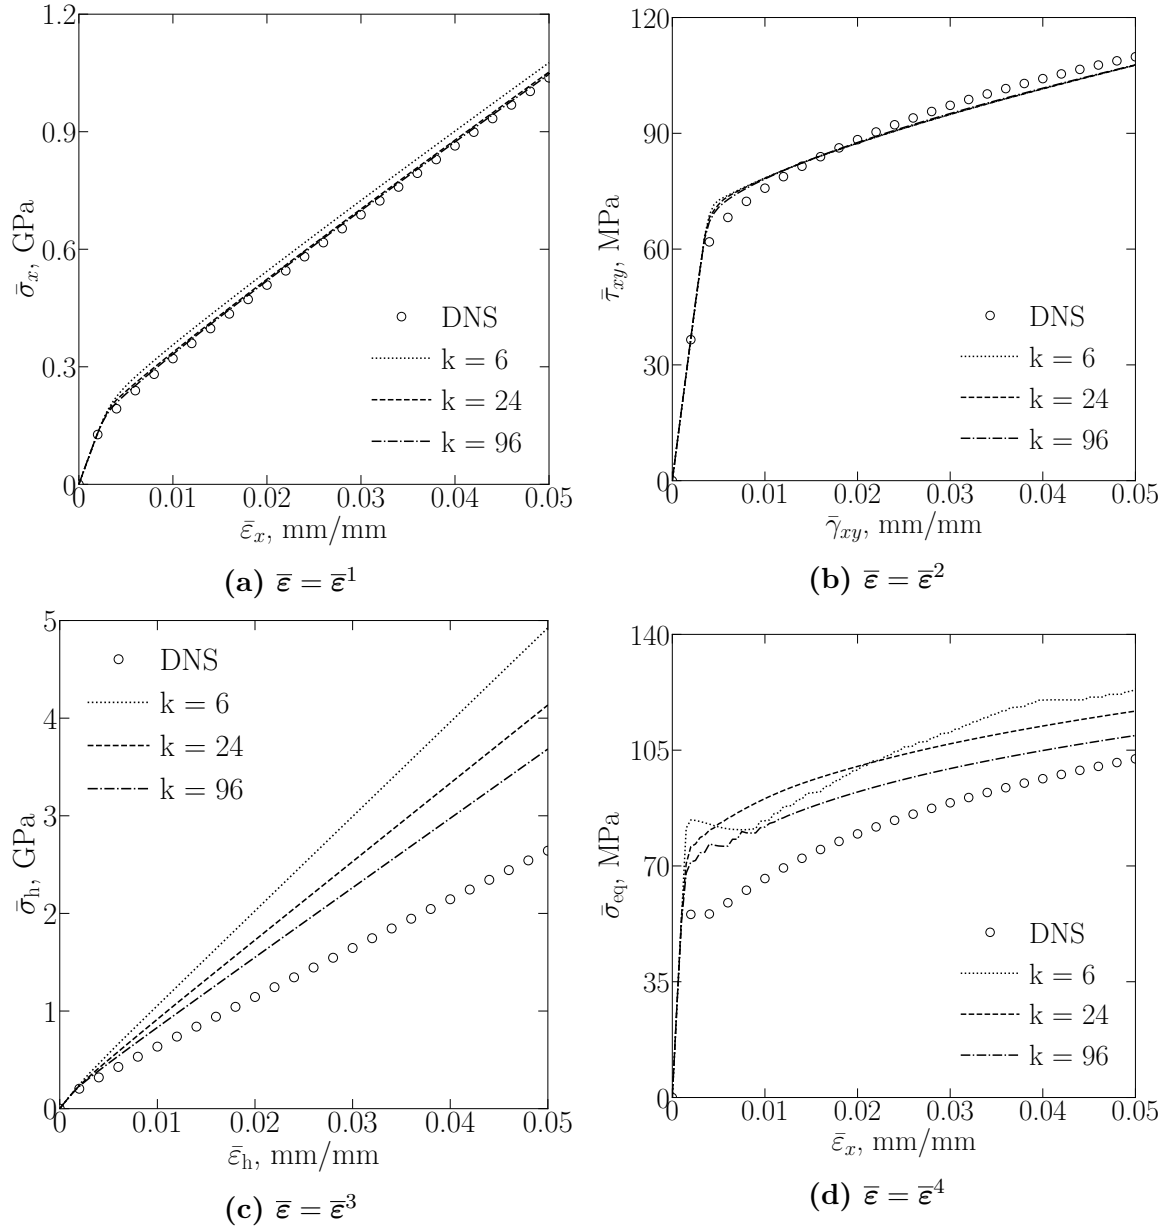 1.2
0.9
0.6
0.3
0
σ̄x, GPa
DNS
k = 6
k = 24
k = 96
0 0.01 0.02 0.03 0.04 0.05
ε̄x, mm/mm
(a) ε̄ = ε̄¹
120
90
60
30
0
τ̄xy, MPa
DNS
k = 6
k = 24
k = 96
0 0.01 0.02 0.03 0.04 0.05
γ̄xy, mm/mm
(b) ε̄ = ε̄²
5
4
3
2
1
0
σ̄h, GPa
DNS
k = 6
k = 24
k = 96
0 0.01 0.02 0.03 0.04 0.05
ε̄h, mm/mm
(c) ε̄ = ε̄³
140
105
70
35
0
σ̄eq, MPa
DNS
k = 6
k = 24
k = 96
0 0.01 0.02 0.03 0.04 0.05
ε̄x, mm/mm
(d) ε̄ = ε̄⁴